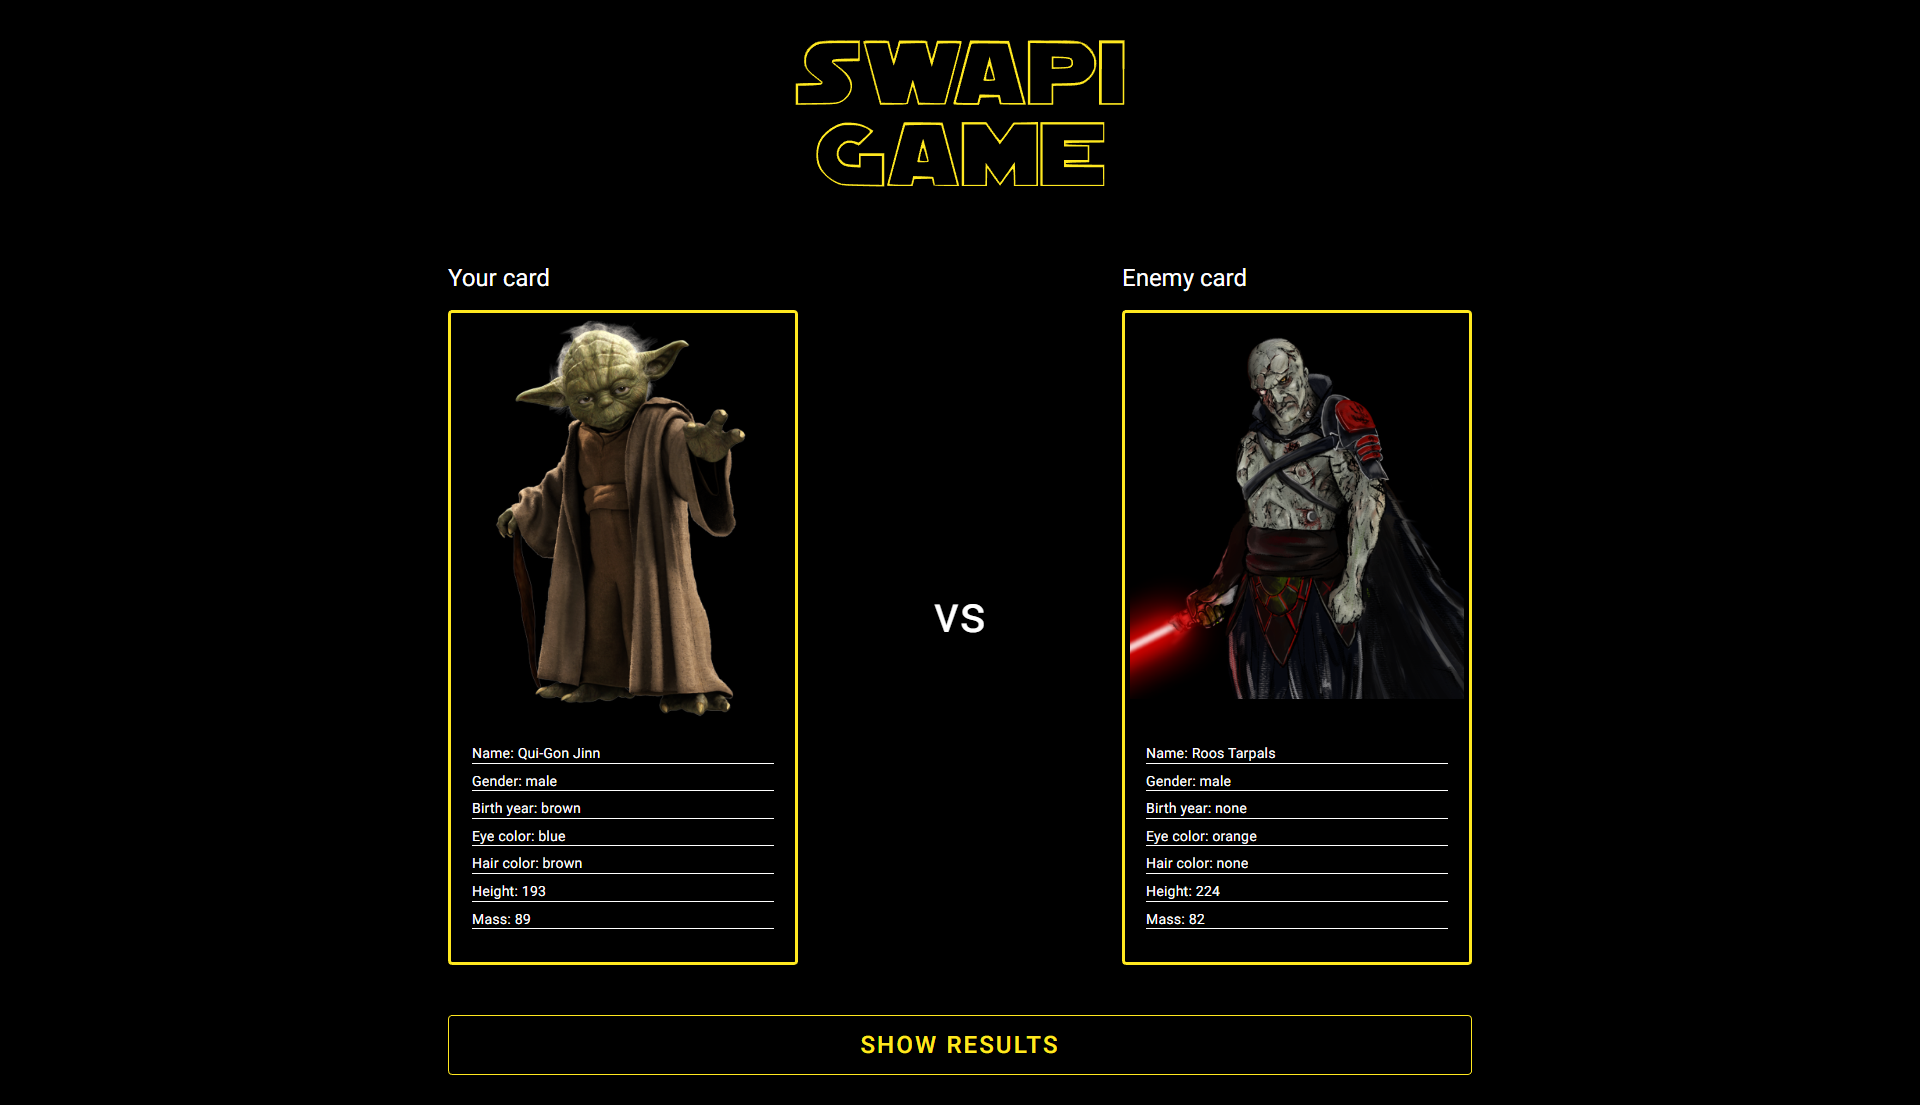 SWAPI
GAME
Your card
Enemy card
VS
Name: Qui-Gon Jinn
Gender: male
Birth year: brown
Eye color: blue
Hair color: brown
Height: 193
Mass: 89
Name: Roos Tarpals
Gender: male
Birth year: none
Eye color: orange
Hair color: none
Height: 224
Mass: 82
SHOW RESULTS